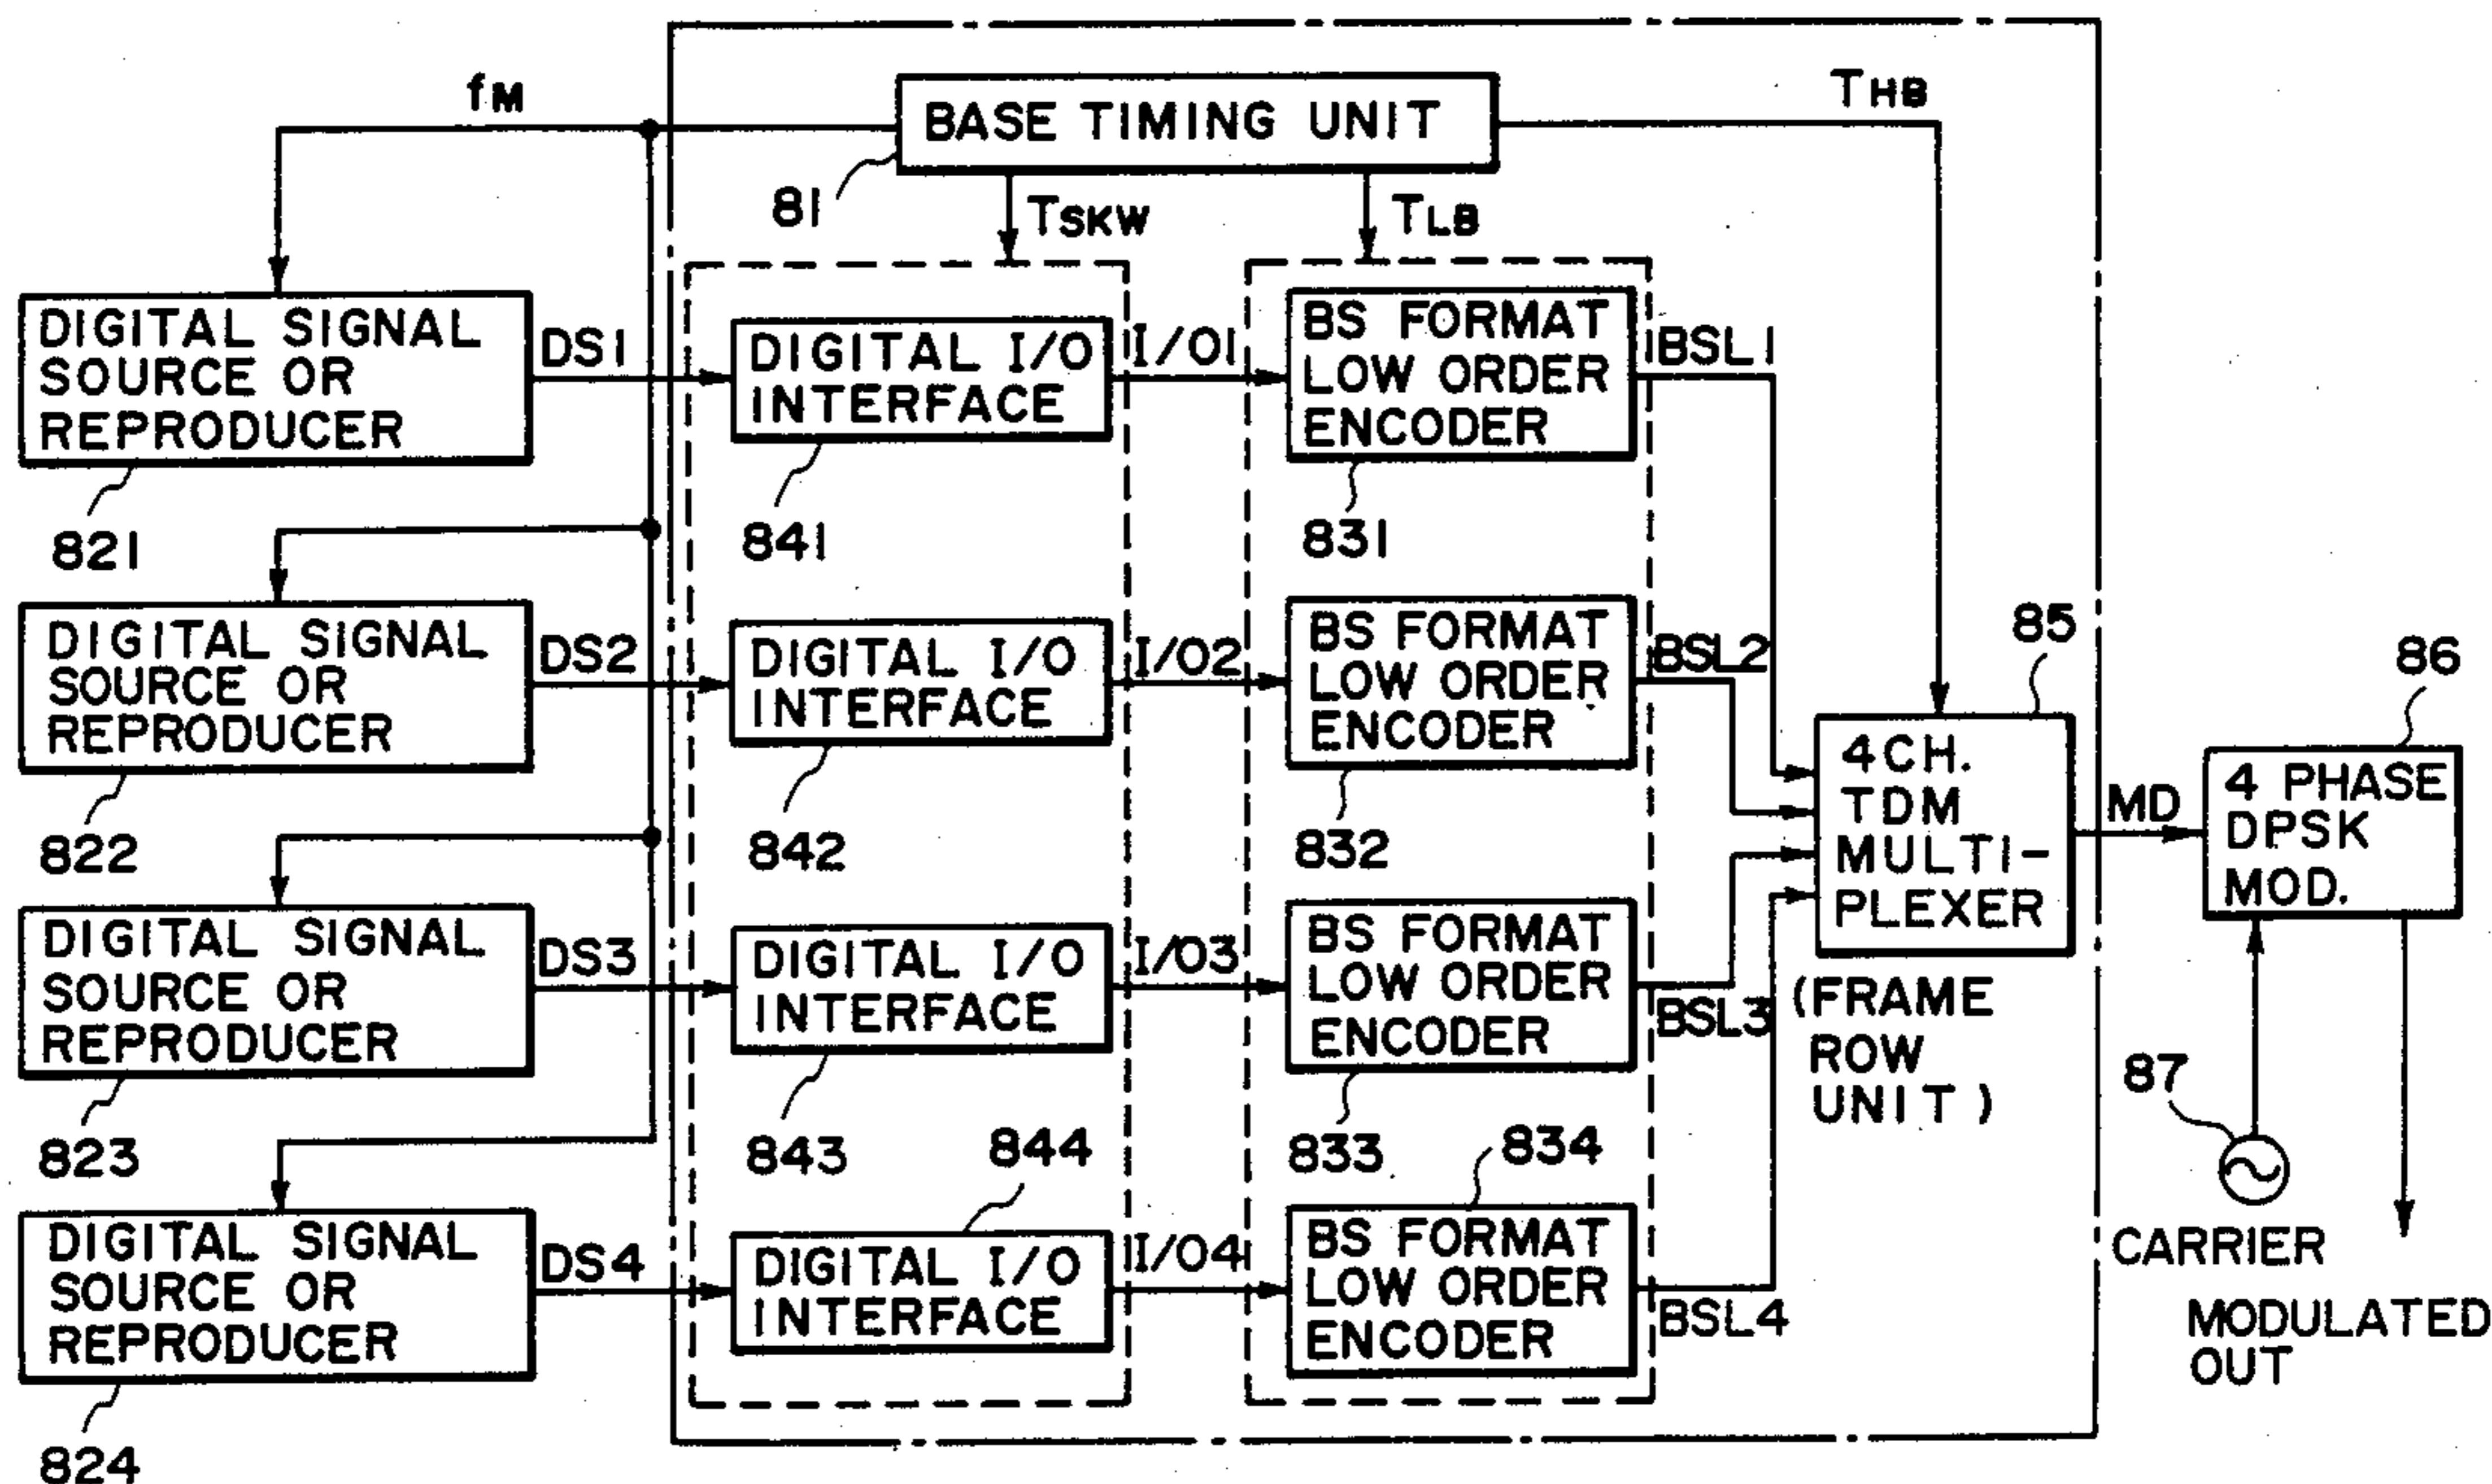 fM
BASE TIMING UNIT
THB
81
TSKW
TLB
DIGITAL SIGNAL
SOURCE OR
REPRODUCER
DS1
DIGITAL I/O
INTERFACE
I/O1
BS FORMAT
LOW ORDER
ENCODER
BSL1
821
841
831
DIGITAL SIGNAL
SOURCE OR
REPRODUCER
DS2
DIGITAL I/O
INTERFACE
I/O2
BS FORMAT
LOW ORDER
ENCODER
BSL2
85
86
822
842
832
4CH.
TDM
MULTI-
PLEXER
(FRAME
ROW
UNIT)
MD
4 PHASE
DPSK
MOD.
DIGITAL SIGNAL
SOURCE OR
REPRODUCER
DS3
DIGITAL I/O
INTERFACE
I/O3
BS FORMAT
LOW ORDER
ENCODER
BSL3
87
823
843
844
833
834
CARRIER
MODULATED
OUT
DIGITAL SIGNAL
SOURCE OR
REPRODUCER
DS4
DIGITAL I/O
INTERFACE
I/O4
BS FORMAT
LOW ORDER
ENCODER
BSL4
824